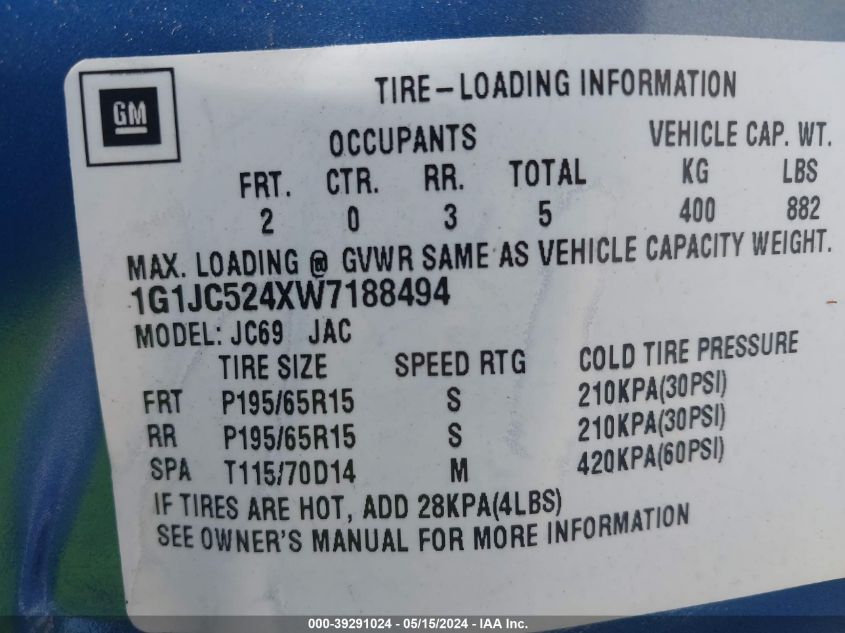 GM
TIRE-LOADING INFORMATION
OCCUPANTS VEHICLE CAP. WT.
FRT. CTR. RR. TOTAL KG LBS
2 0 3 5 400 882
MAX. LOADING @ GVWR SAME AS VEHICLE CAPACITY WEIGHT.
1G1JC524XW7188494
MODEL: JC69 JAC
TIRE SIZE SPEED RTG COLD TIRE PRESSURE
FRT P195/65R15 S 210KPA(30PSI)
RR P195/65R15 S 210KPA(30PSI)
SPA T115/70D14 M 420KPA(60PSI)
IF TIRES ARE HOT, ADD 28KPA(4LBS)
SEE OWNER'S MANUAL FOR MORE INFORMATION
000-39291024 - 05/15/2024 - IAA Inc.